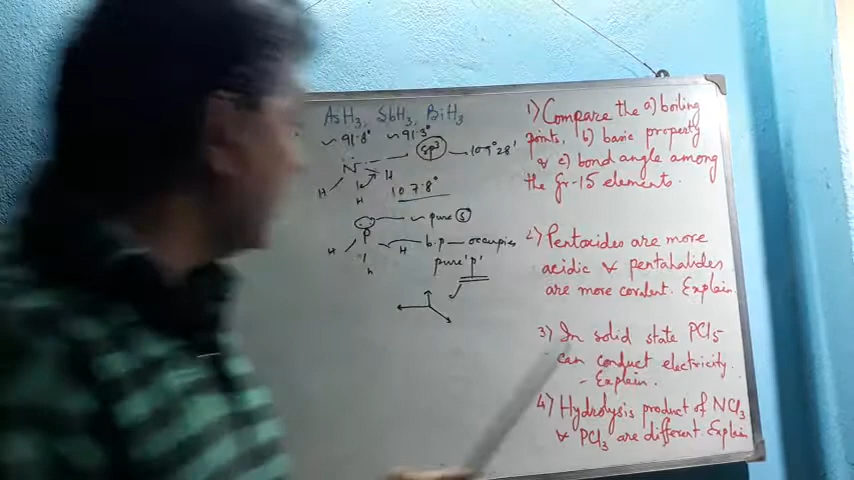 AsH3, SbH3, BiH3
~ 91.8° ~ 91.3°
sp3 — 109°28'
N
H H
H
107.8°
~ pure s
P
H H
h
b.p — occupies
pure 'p'
1) Compare the a) boiling
points, b) basic property
& c) bond angle among
the Gr-15 elements.
2) Pentoxides are more
acidic & pentahalides
are more covalent. Explain.
3) In solid state PCl5
can conduct electricity.
- Explain.
4) Hydrolysis product of NCl3
& PCl3 are different. Explain